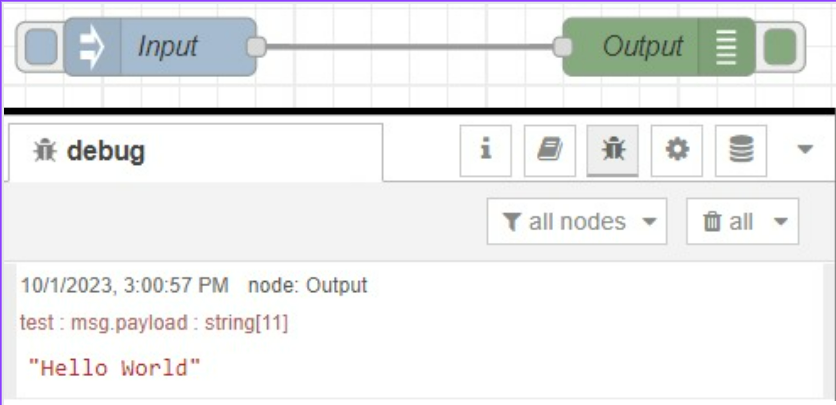 Input Output
debug
all nodes all
10/1/2023, 3:00:57 PM node: Output
test : msg.payload : string[11]
"Hello World"